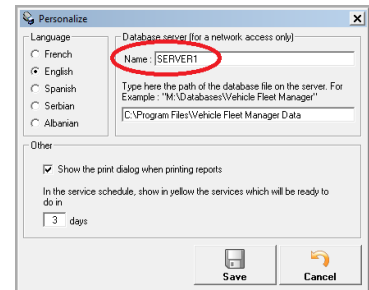 Personalize
Language
French
English
Spanish
Serbian
Albanian
Database server (for a network access only)
Name : SERVER1
Type here the path of the database file on the server. For
Example : "M:\Databases\Vehicle Fleet Manager"
C:\Program Files\Vehicle Fleet Manager Data
Other
Show the print dialog when printing reports
In the service schedule, show in yellow the services which will be ready to
do in
3 days
Save
Cancel